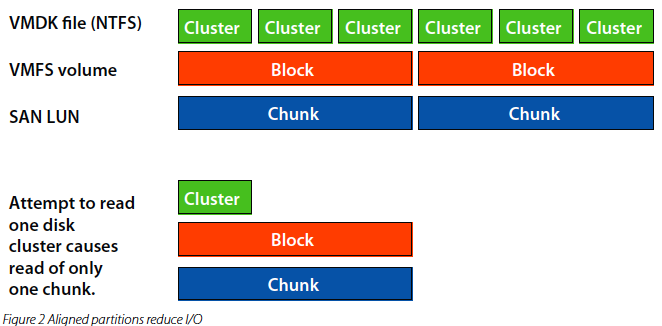 VMDK file (NTFS)
Cluster Cluster Cluster Cluster Cluster Cluster
VMFS volume
Block Block
SAN LUN
Chunk Chunk
Attempt to read
one disk
cluster causes
read of only
one chunk.
Cluster
Block
Chunk
Figure 2 Aligned partitions reduce I/O